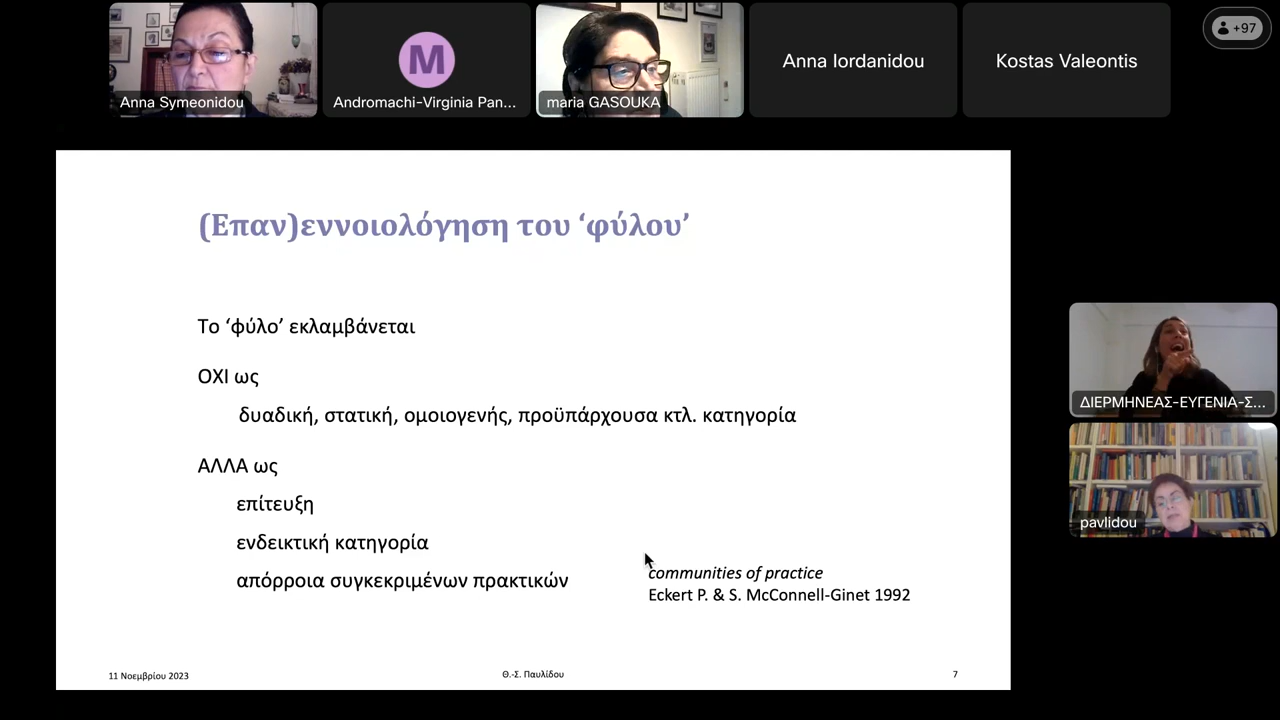 Anna Symeonidou
M
Andromachi-Virginia Pan...
maria GASOUKA
Anna Iordanidou
Kostas Valeontis
+97
(Επαν)εννοιολόγηση του ‘φύλου’
Το ‘φύλο’ εκλαμβάνεται
ΟΧΙ ως
δυαδική, στατική, ομοιογενής, προϋπάρχουσα κτλ. κατηγορία
ΑΛΛΑ ως
επίτευξη
ενδεικτική κατηγορία
απόρροια συγκεκριμένων πρακτικών
communities of practice
Eckert P. & S. McConnell-Ginet 1992
11 Νοεμβρίου 2023
Θ.-Σ. Παυλίδου
7
ΔΙΕΡΜΗΝΕΑΣ-ΕΥΓΕΝΙΑ-Σ...
pavlidou